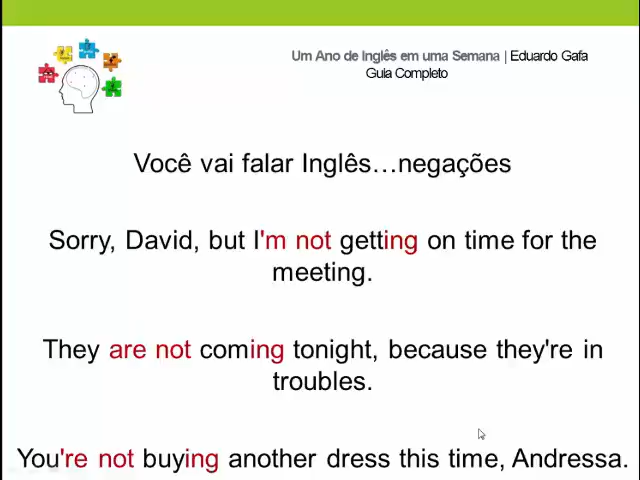 Um Ano de Inglês em uma Semana | Eduardo Gafa
Guia Completo
Você vai falar Inglês…negações
Sorry, David, but I'm not getting on time for the
meeting.
They are not coming tonight, because they're in
troubles.
You're not buying another dress this time, Andressa.